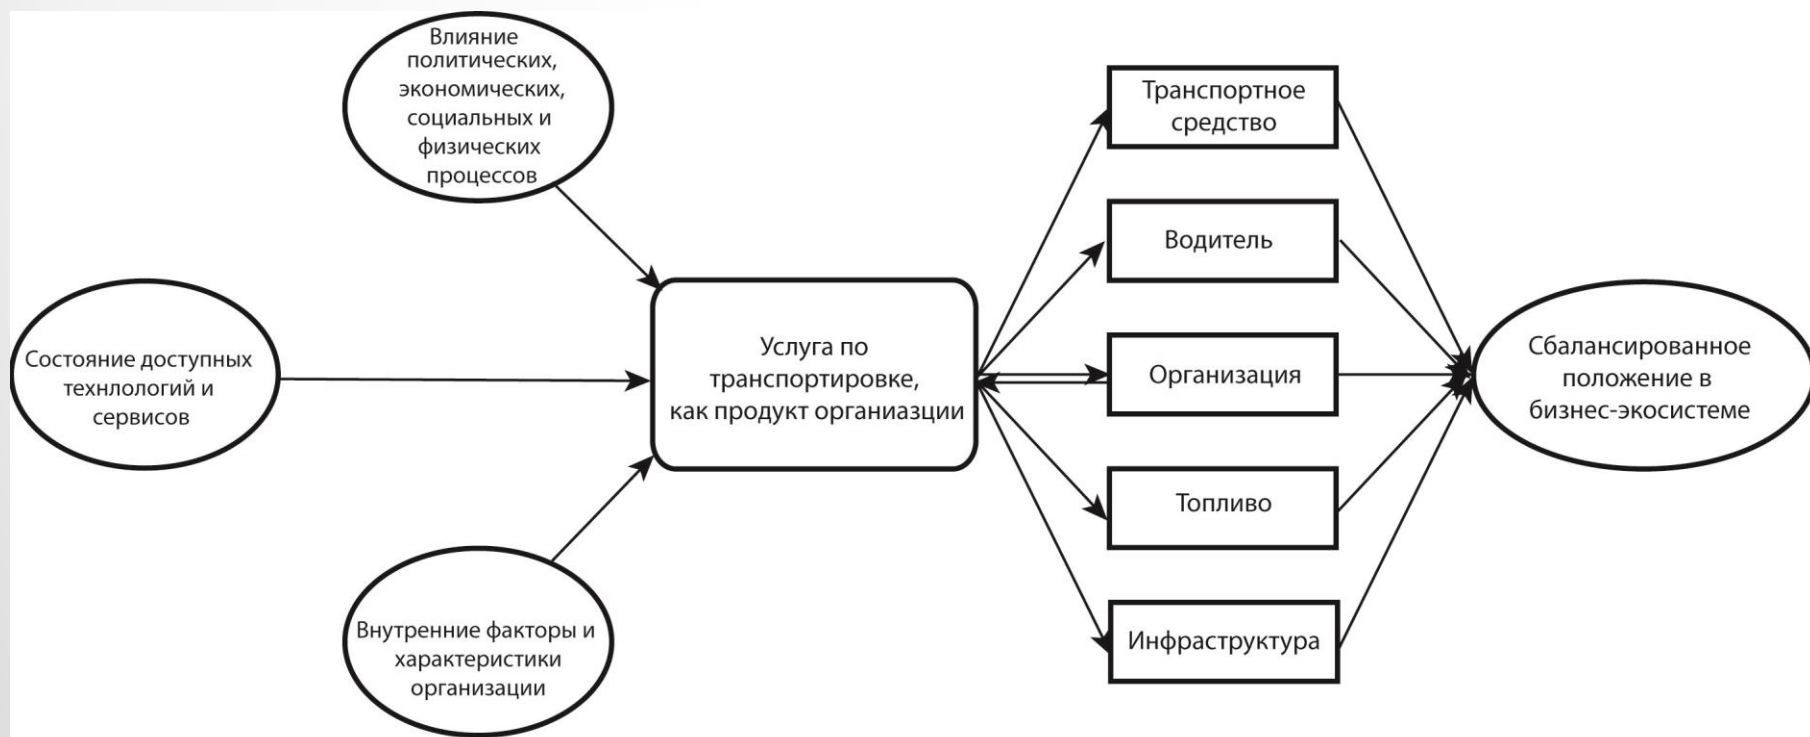 Влияние
политических,
экономических,
социальных и
физических
процессов
Состояние доступных
технлологий и
сервисов
Внутренние факторы и
характеристики
организации
Услуга по
транспортировке,
как продукт органиазции
Транспортное
средство
Водитель
Организация
Топливо
Инфраструктура
Сбалансированное
положение в
бизнес-экосистеме